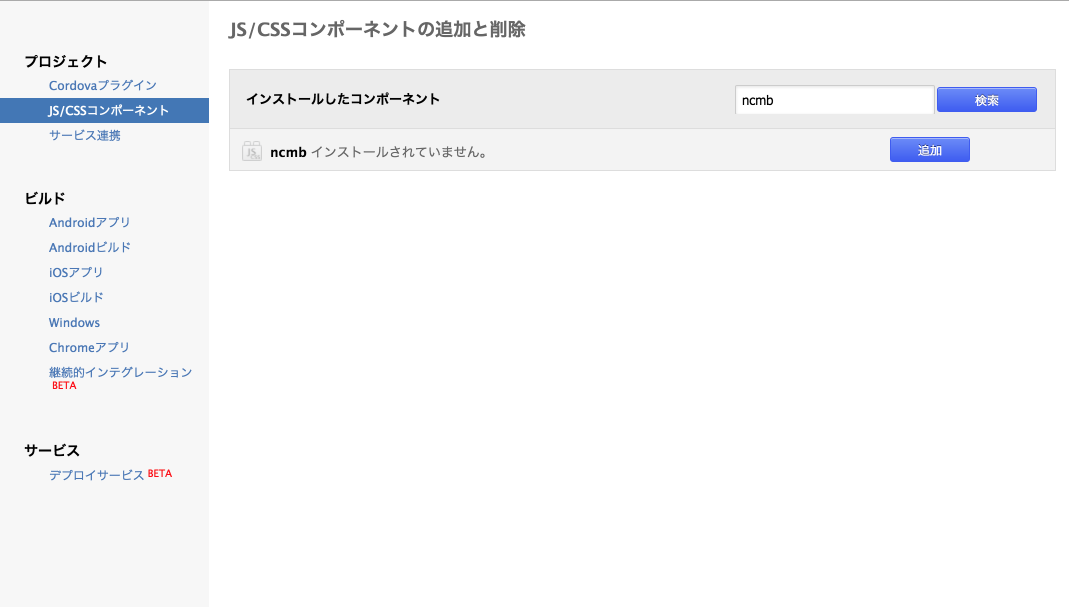 JS/CSSコンポーネントの追加と削除
プロジェクト
Cordovaプラグイン
JS/CSSコンポーネント
サービス連携
ビルド
Androidアプリ
Androidビルド
iOSアプリ
iOSビルド
Windows
Chromeアプリ
継続的インテグレーション
BETA
サービス
デプロイサービス BETA
インストールしたコンポーネント ncmb 検索
JS ncmb インストールされていません。 追加